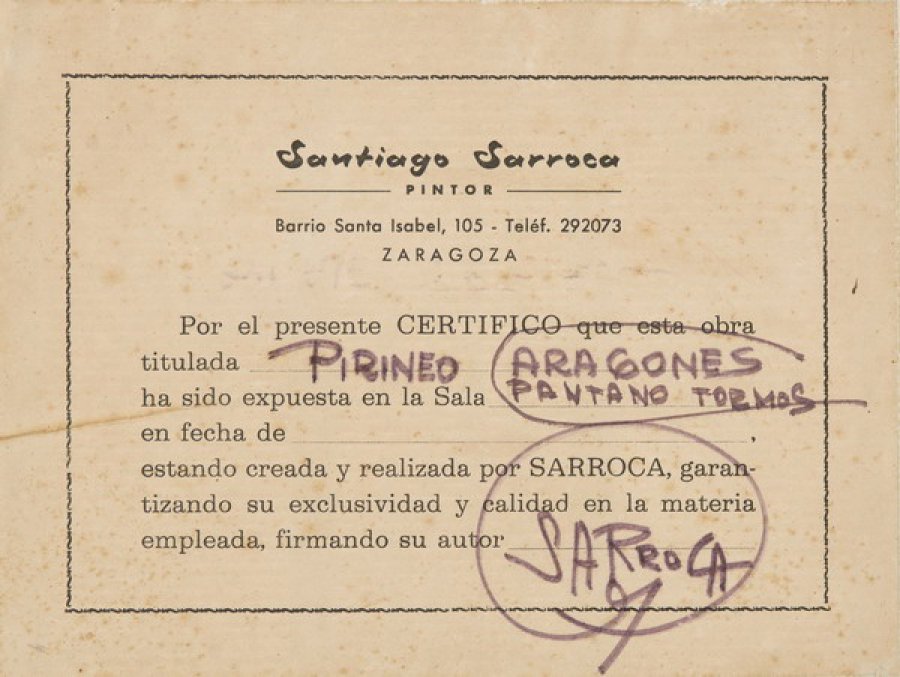 Santiago Sarroca
PINTOR
Barrio Santa Isabel, 105 - Teléf. 292073
ZARAGOZA
Por el presente CERTIFICO que esta obra
titulada PIRINEO ARAGONES
PANTANO TORMOS
ha sido expuesta en la Sala
en fecha de ,
estando creada y realizada por SARROCA, garan-
tizando su exclusividad y calidad en la materia
empleada, firmando su autor
SARROCA